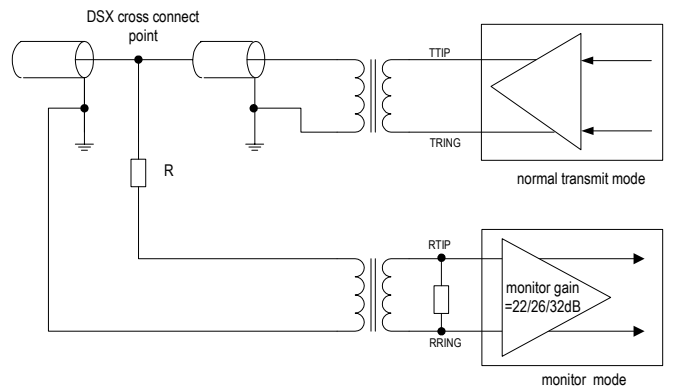 DSX cross connect
point
TTIP
TRING
normal transmit mode
R
RTIP
monitor gain
=22/26/32dB
RRING
monitor mode